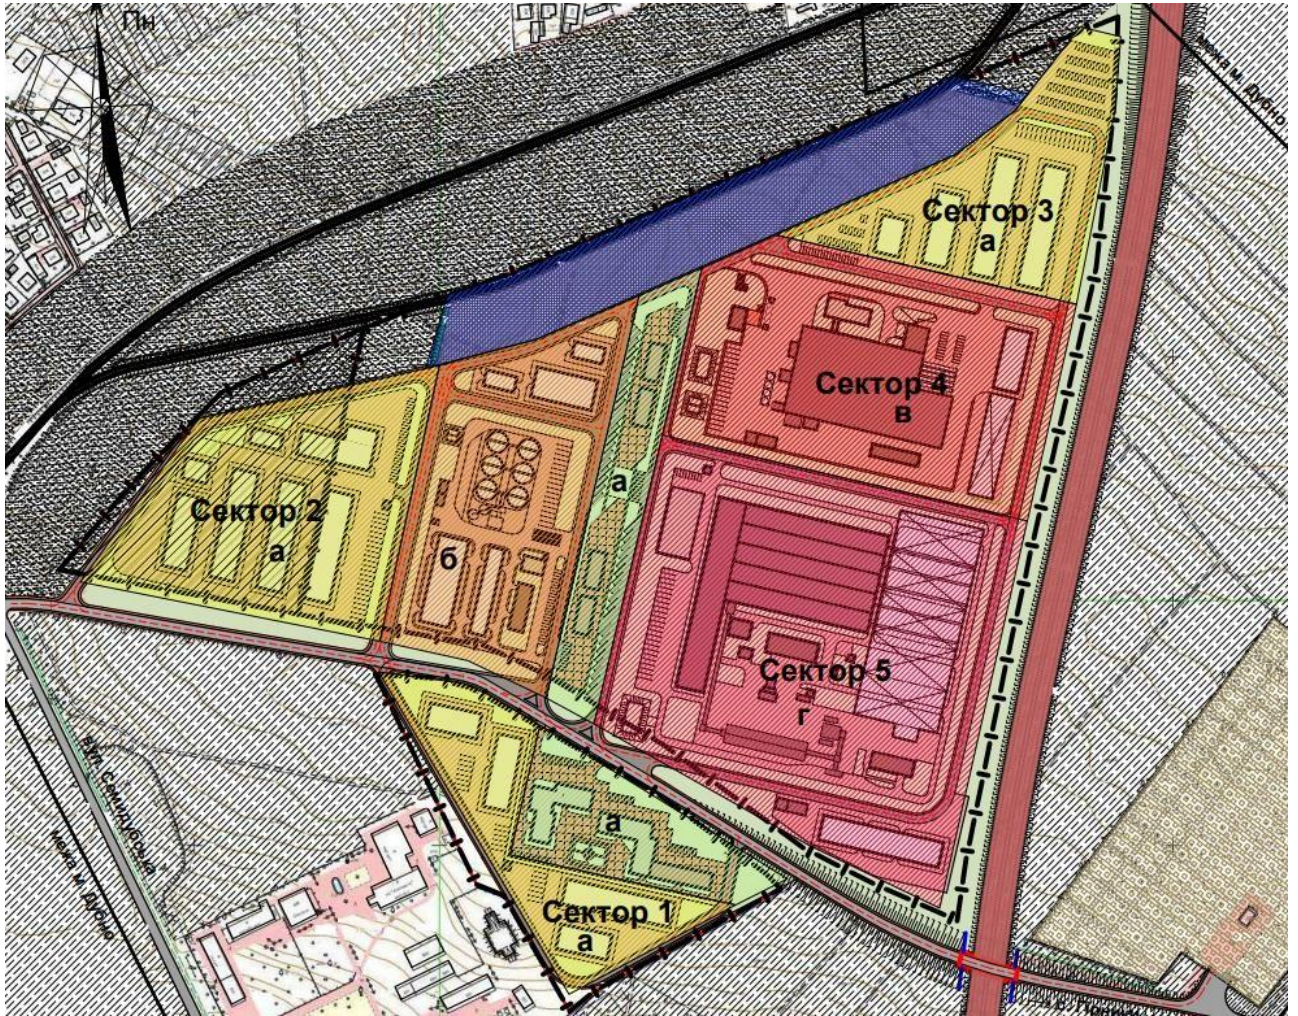 Пн
межа м. Дубно
Сектор 3
а
Сектор 4
в
а
Сектор 2
а
б
Сектор 5
г
вул. Семидубська
межа м. Дубно
а
Сектор 1
а